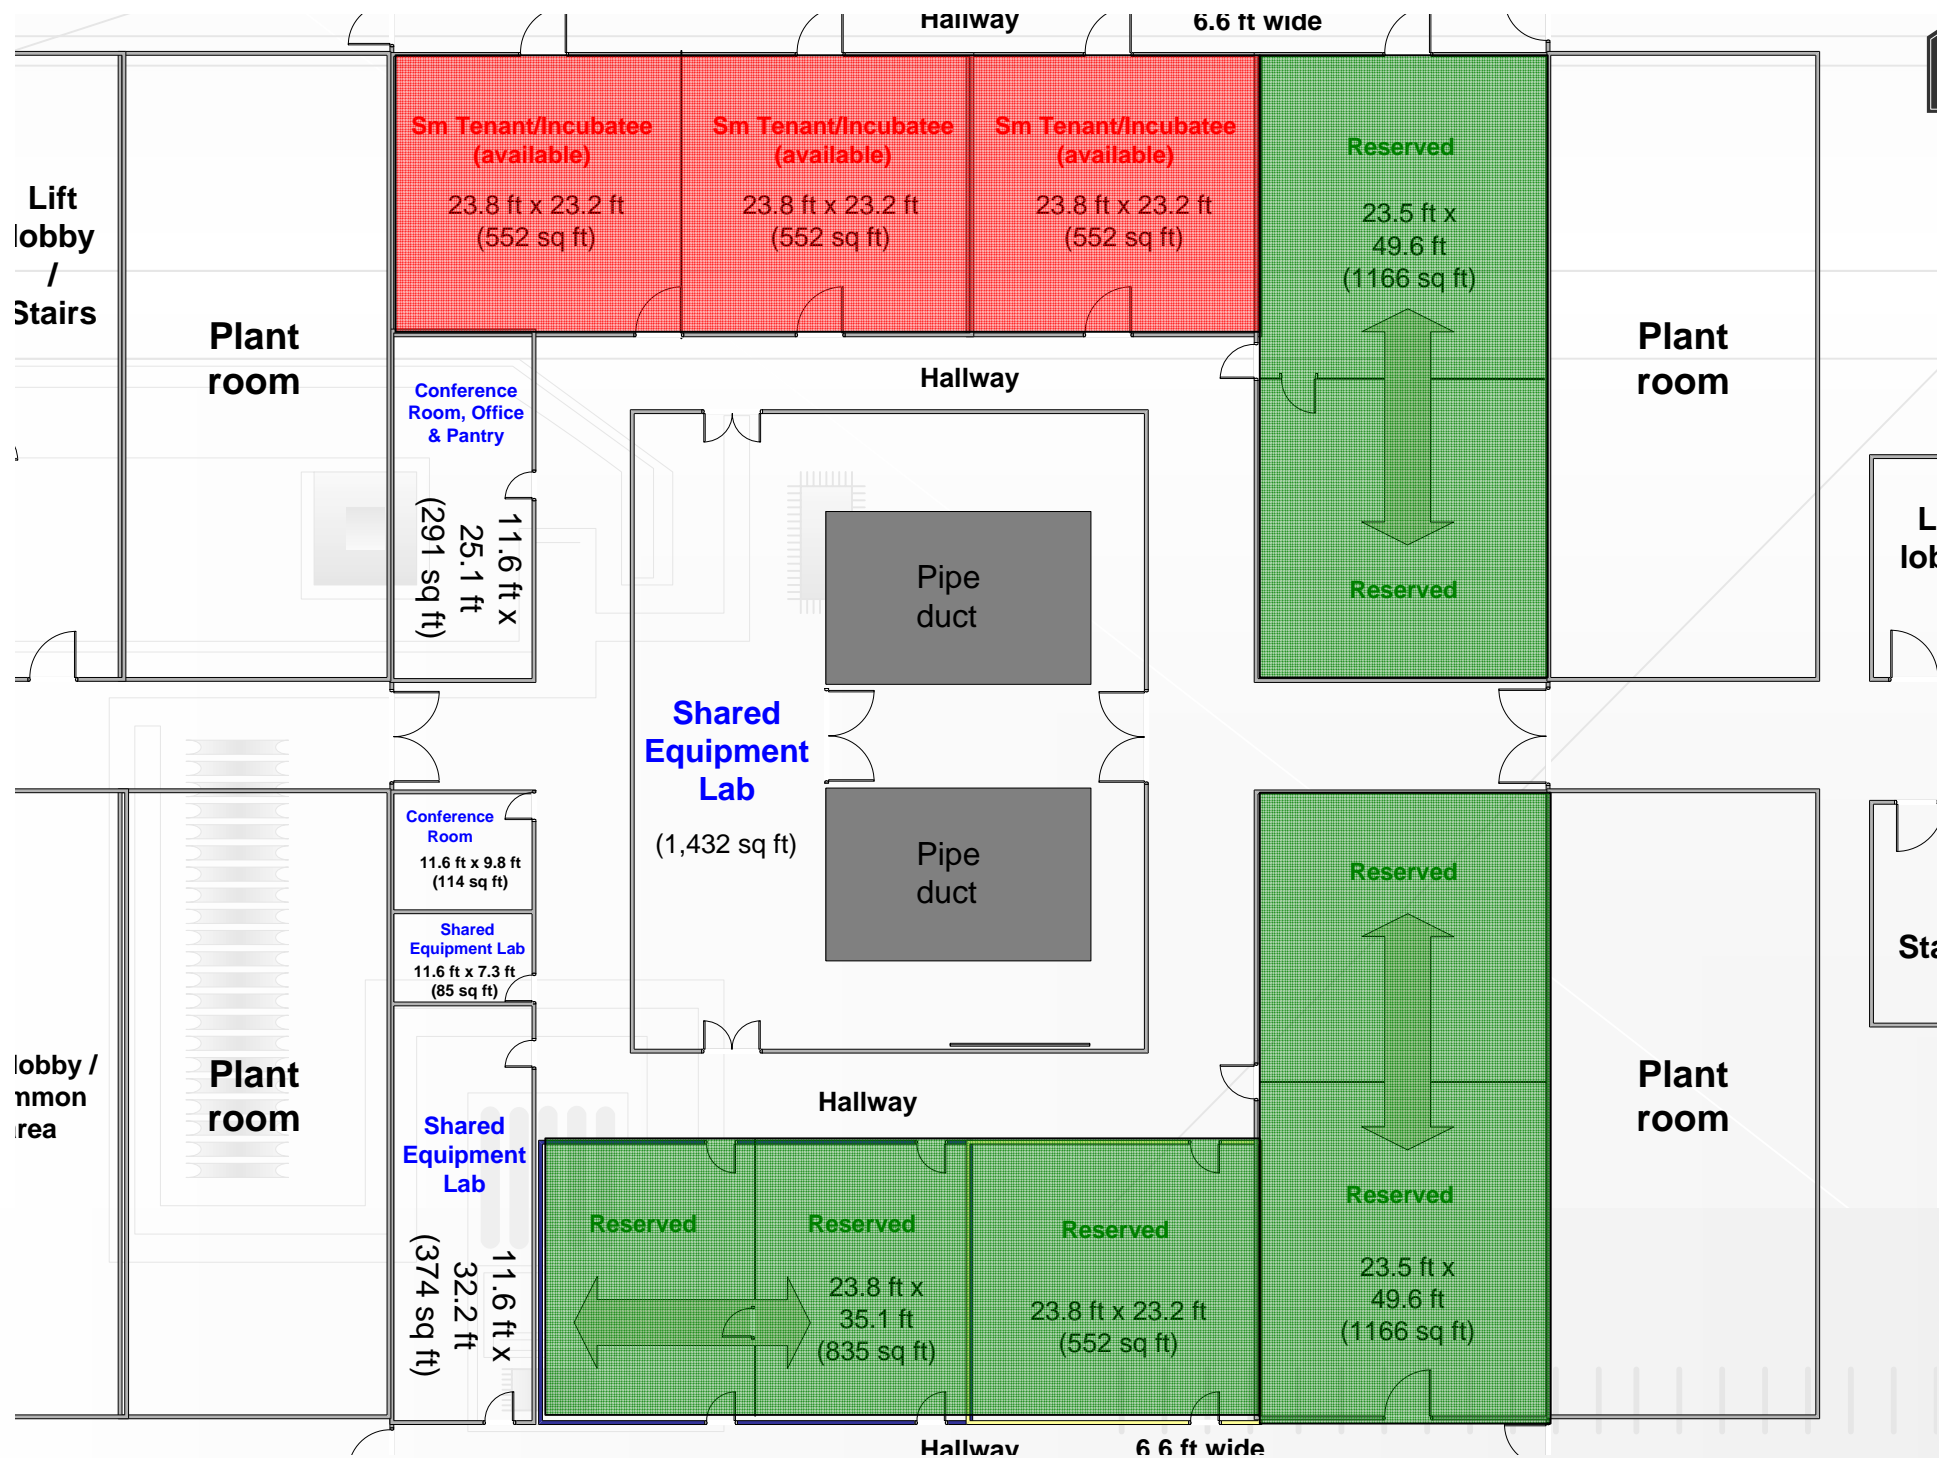 Hallway
6.6 ft wide
Sm Tenant/Incubatee
(available)
23.8 ft x 23.2 ft
(552 sq ft)
Sm Tenant/Incubatee
(available)
23.8 ft x 23.2 ft
(552 sq ft)
Sm Tenant/Incubatee
(available)
23.8 ft x 23.2 ft
(552 sq ft)
Reserved
23.5 ft x
49.6 ft
(1166 sq ft)
Reserved
Lift
lobby
/
Stairs
Plant
room
Conference
Room, Office
& Pantry
11.6 ft x
25.1 ft
(291 sq ft)
Hallway
Pipe
duct
Shared
Equipment
Lab
(1,432 sq ft)
Pipe
duct
Plant
room
L
lob
Conference
Room
11.6 ft x 9.8 ft
(114 sq ft)
Shared
Equipment Lab
11.6 ft x 7.3 ft
(85 sq ft)
Reserved
Sta
lobby /
mmon
rea
Plant
room
Shared
Equipment
Lab
11.6 ft x
32.2 ft
(374 sq ft)
Hallway
Reserved
Reserved
23.8 ft x
35.1 ft
(835 sq ft)
Reserved
23.8 ft x 23.2 ft
(552 sq ft)
Reserved
23.5 ft x
49.6 ft
(1166 sq ft)
Plant
room
Hallway
6.6 ft wide